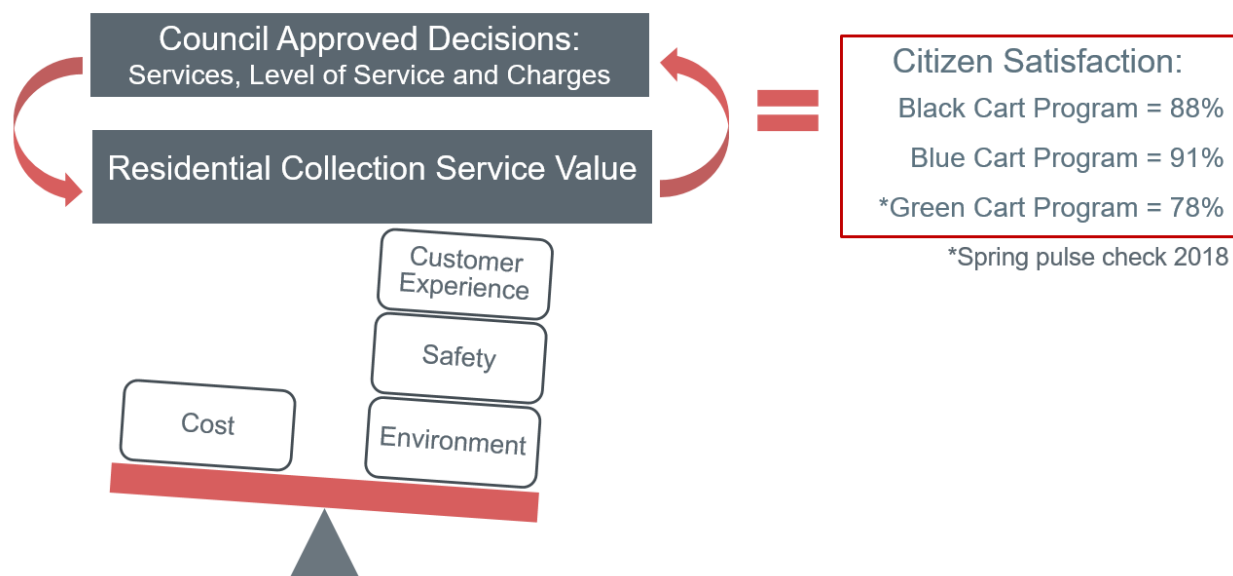 Council Approved Decisions:
Services, Level of Service and Charges
Residential Collection Service Value
Customer
Experience
Safety
Environment
Cost
Citizen Satisfaction:
Black Cart Program = 88%
Blue Cart Program = 91%
*Green Cart Program = 78%
*Spring pulse check 2018